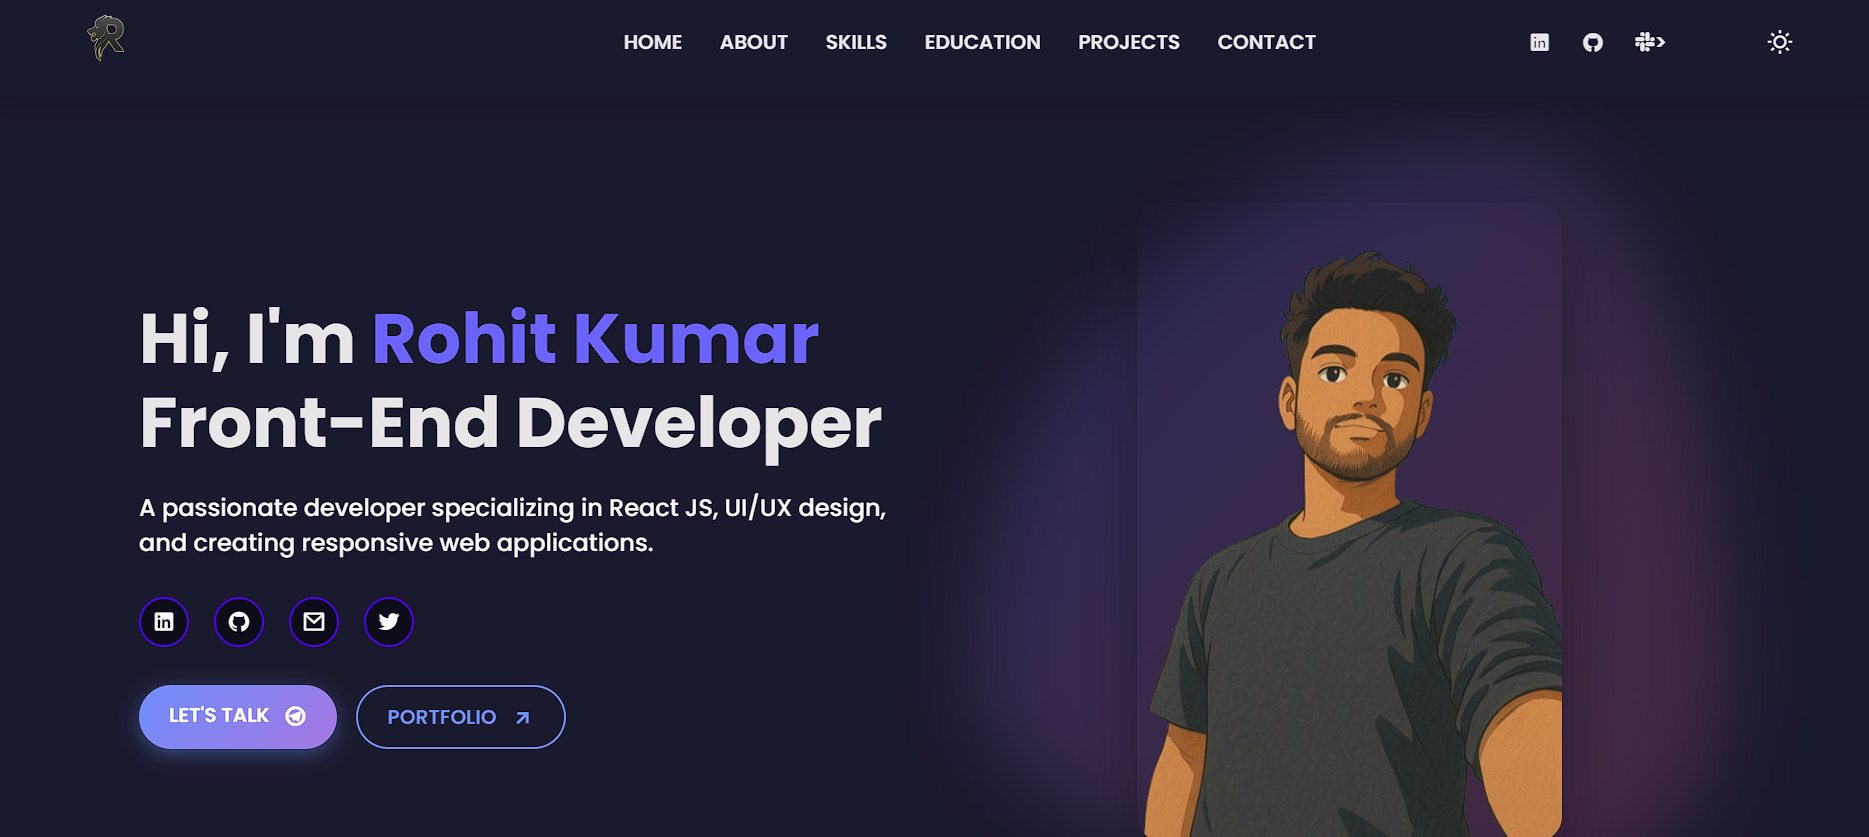 R
HOME ABOUT SKILLS EDUCATION PROJECTS CONTACT
Hi, I'm Rohit Kumar
Front-End Developer
A passionate developer specializing in React JS, UI/UX design,
and creating responsive web applications.
LET'S TALK
PORTFOLIO